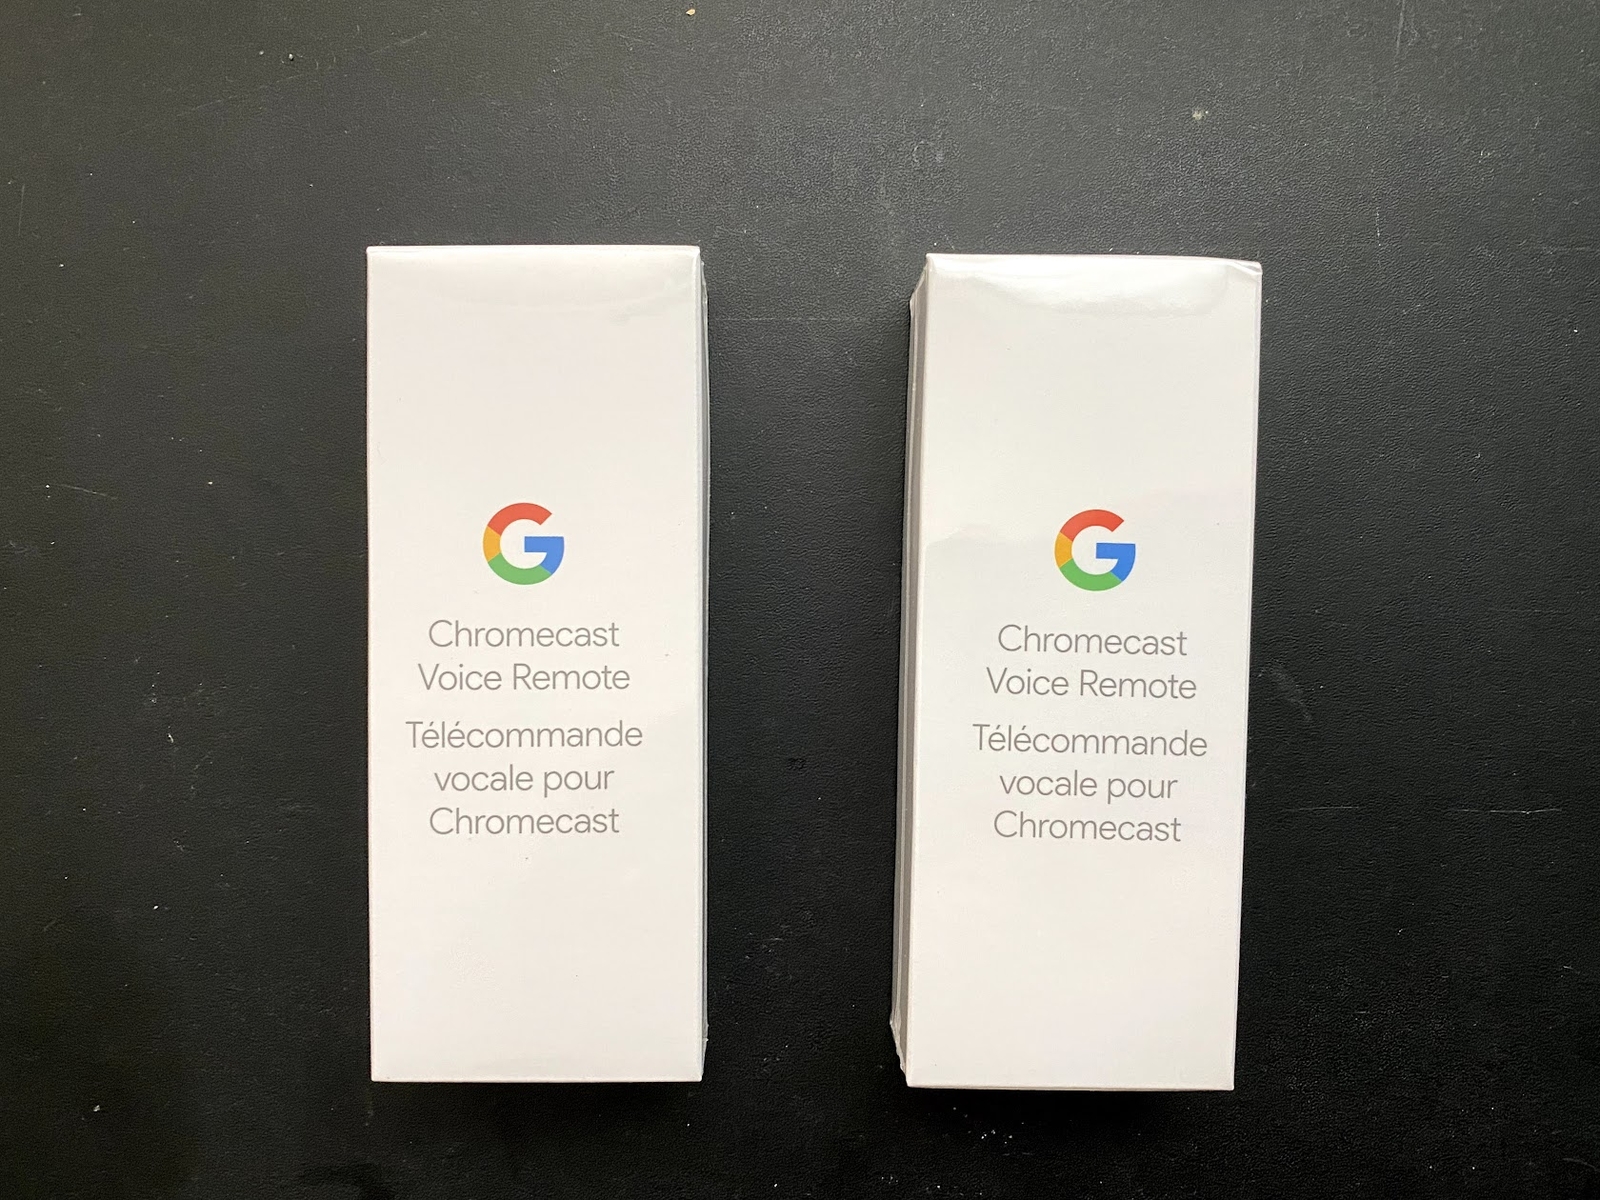 Chromecast
Voice Remote
Télécommande
vocale pour
Chromecast
Chromecast
Voice Remote
Télécommande
vocale pour
Chromecast